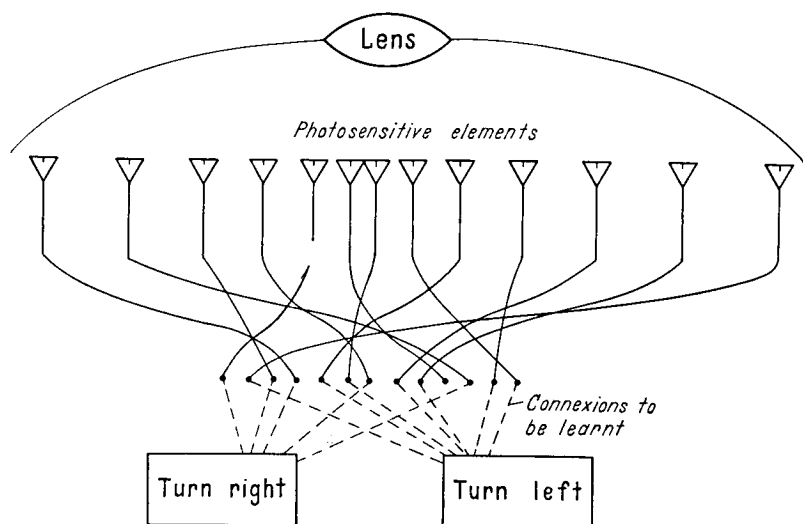 Lens
Photosensitive elements
Connexions to
be learnt
Turn right
Turn left